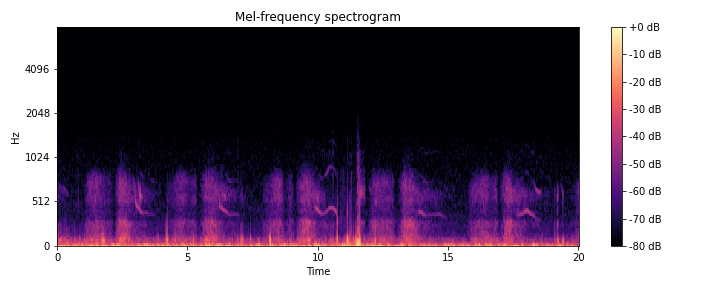 Mel-frequency spectrogram
Hz
4096
2048
1024
512
0
0 5 10 15 20
Time
+0 dB
-10 dB
-20 dB
-30 dB
-40 dB
-50 dB
-60 dB
-70 dB
-80 dB